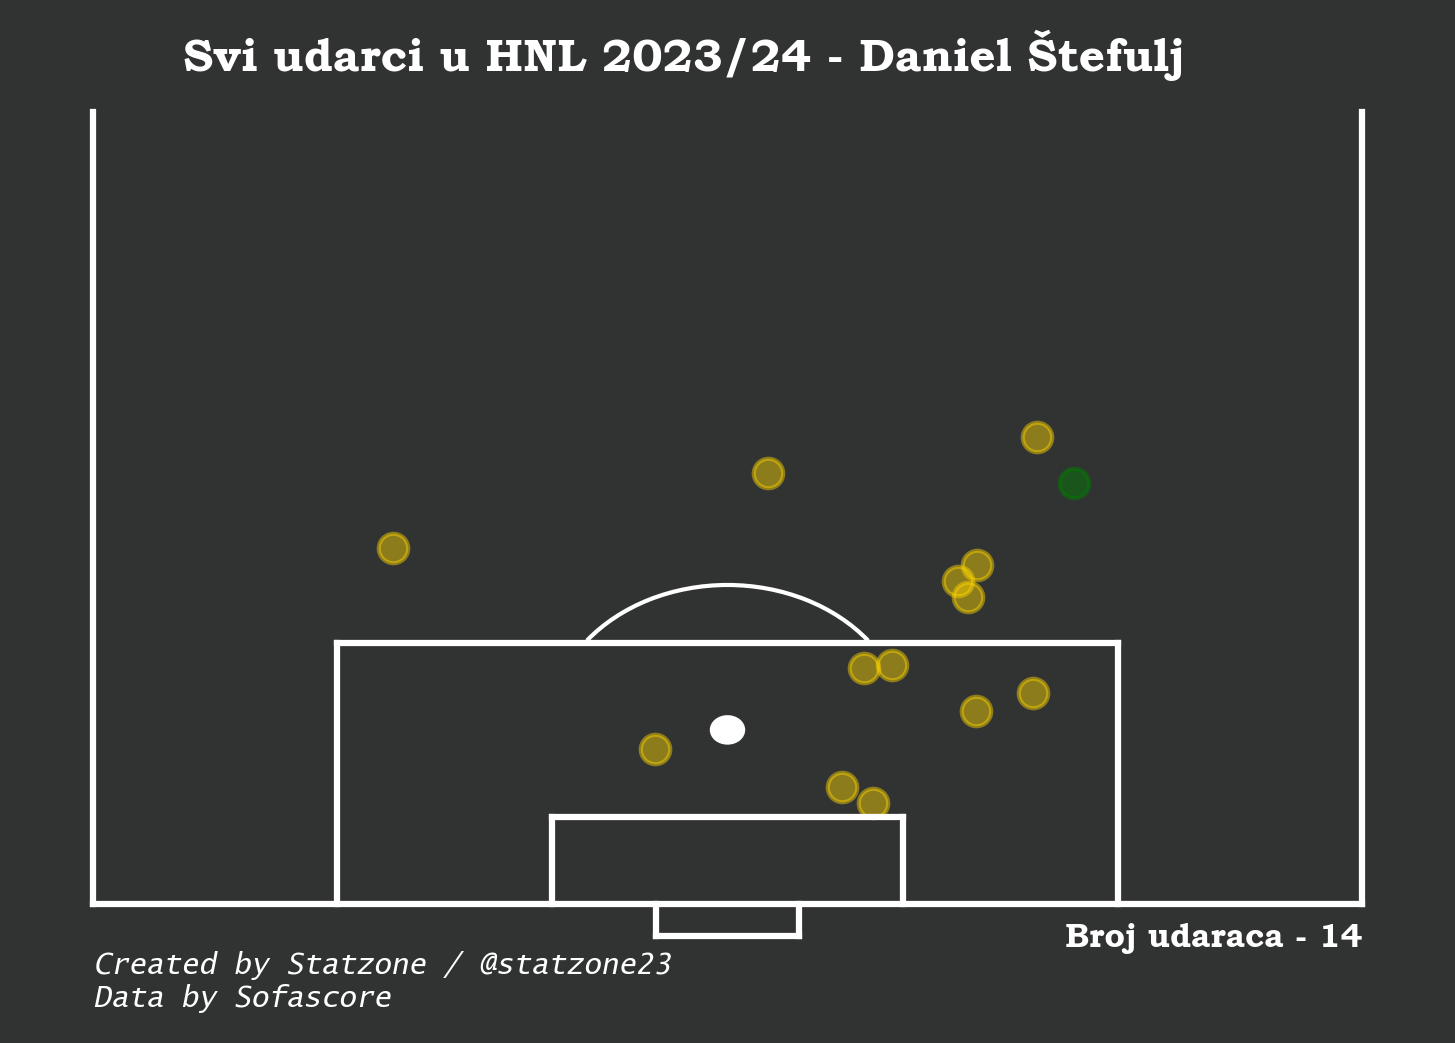 Svi udarci u HNL 2023/24 - Daniel Štefulj
Broj udaraca - 14
Created by Statzone / @statzone23
Data by Sofascore